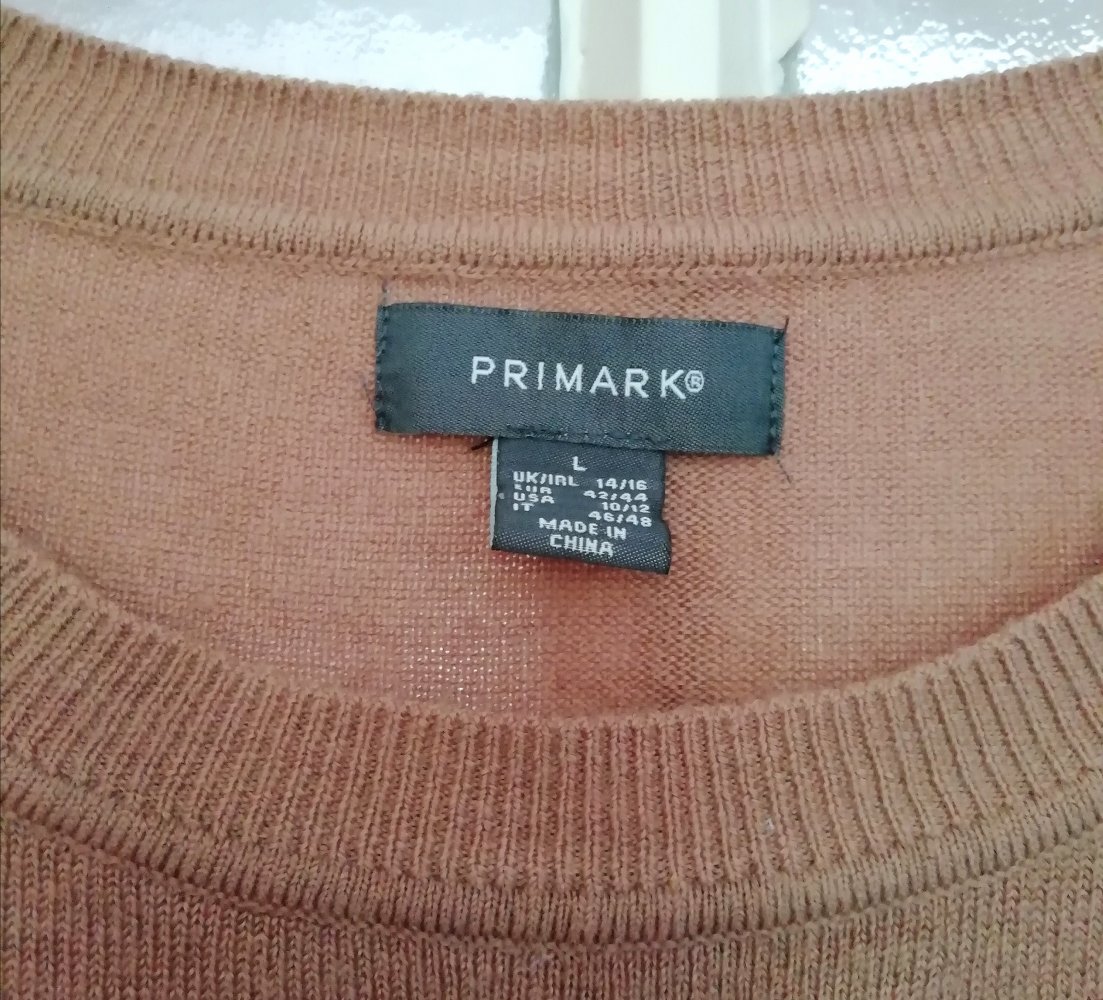 PRIMARK®
L
UK/IRL 14/16
EUR 42/44
USA 10/12
IT 46/48
MADE IN
CHINA